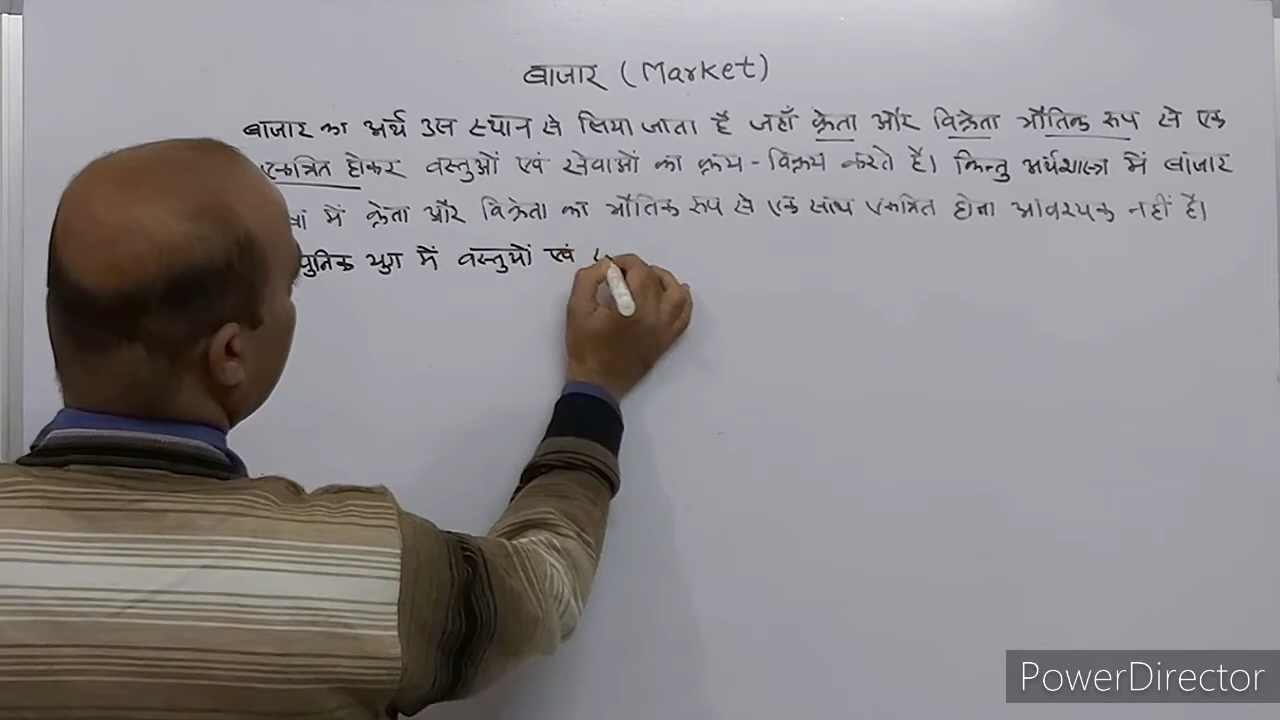 बाजार (Market)
बाजार का अर्थ उस स्थान से लिया जाता है जहाँ क्रेता और विक्रेता भौतिक रूप से एक
एकत्रित होकर वस्तुओं एवं सेवाओं का क्रय-विक्रय करते हैं। किन्तु अर्थशास्त्र में बाजार
में क्रेता और विक्रेता का भौतिक रूप से एक साथ एकत्रित होना आवश्यक नहीं है।
युग में वस्तुओं एवं
PowerDirector